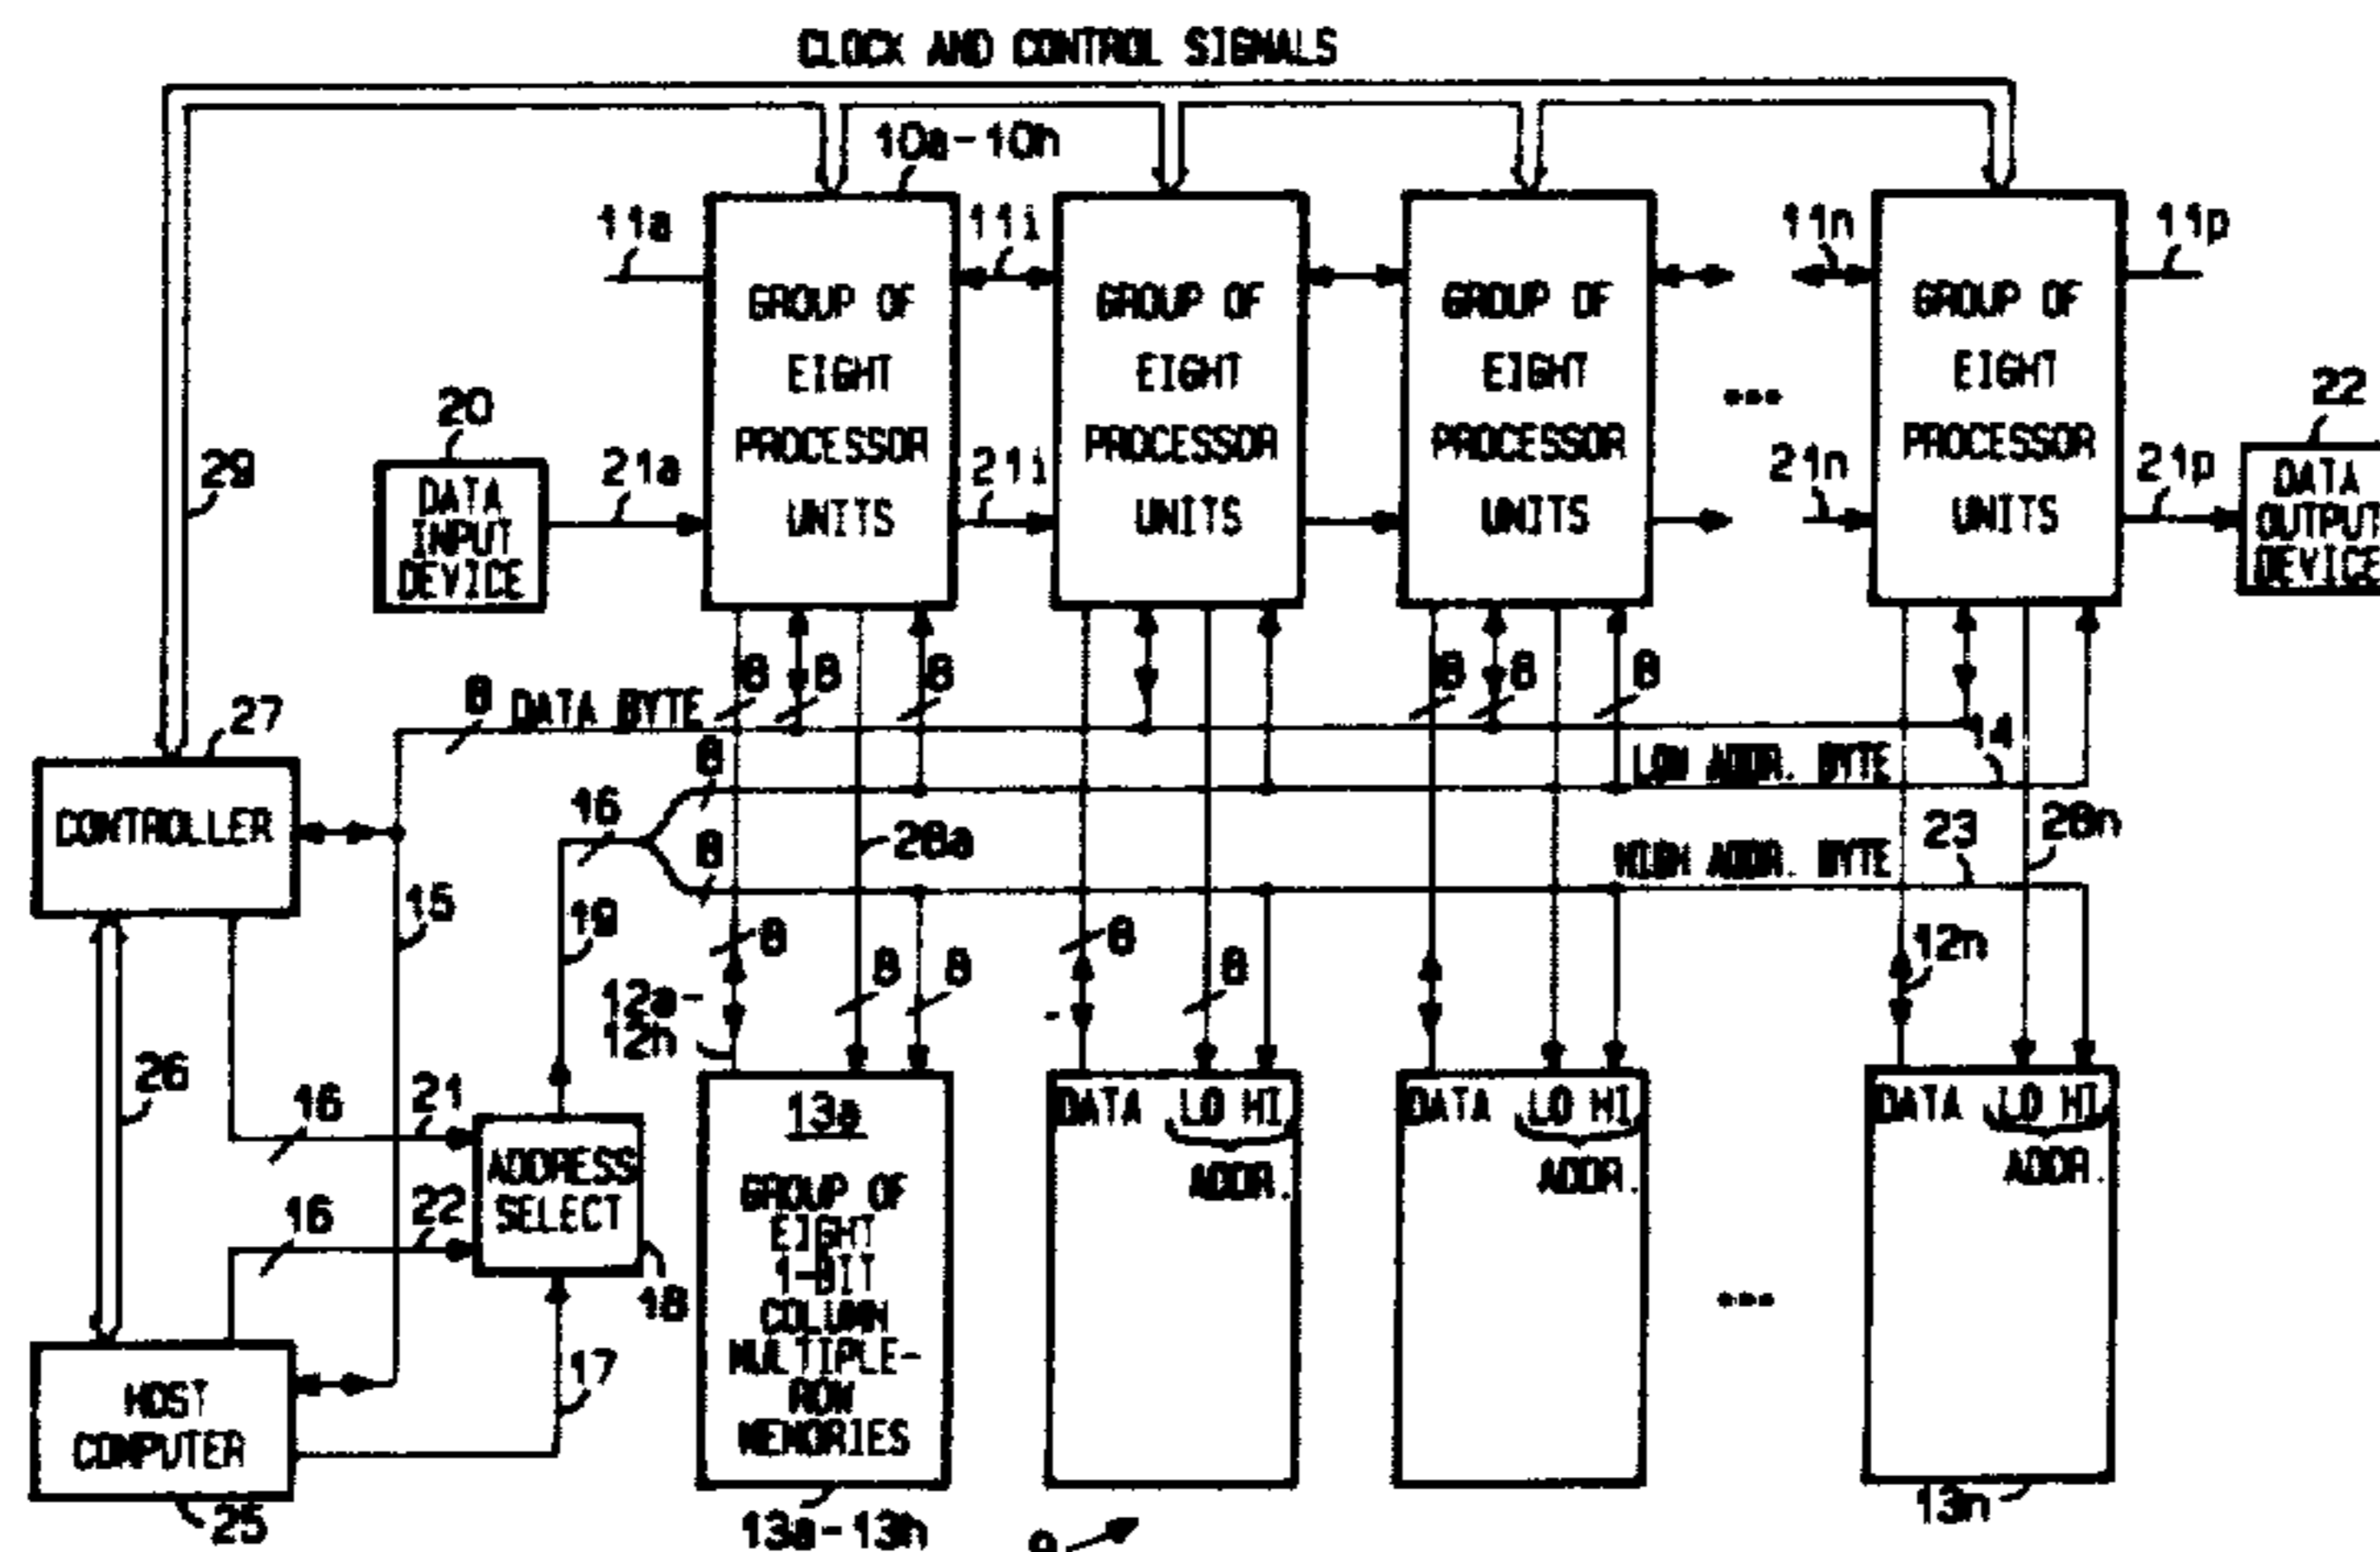 CLOCK AND CONTROL SIGNALS
10a-10h
11a
11i
11n
11p
GROUP OF
EIGHT
PROCESSOR
UNITS
GROUP OF
EIGHT
PROCESSOR
UNITS
GROUP OF
EIGHT
PROCESSOR
UNITS
...
GROUP OF
EIGHT
PROCESSOR
UNITS
20
DATA
INPUT
DEVICE
21a
21i
21n
21p
22
DATA
OUTPUT
DEVICE
29
8
8
8
8
8
8
8
DATA BYTE
27
CONTROLLER
8
LOW ADDR. BYTE
14
16
8
28a
HIGH ADDR. BYTE
23
28n
15
19
8
8
12n
12a-
12h
8
8
8
26
16
21
16
22
ADDRESS
SELECT
18
17
HOST
COMPUTER
25
13a
GROUP OF
EIGHT
1-BIT
COLUMN
MULTIPLE-
ROW
MEMORIES
13a-13h
DATA LO HI
ADDR.
DATA LO HI
ADDR.
...
DATA LO HI
ADDR.
13n